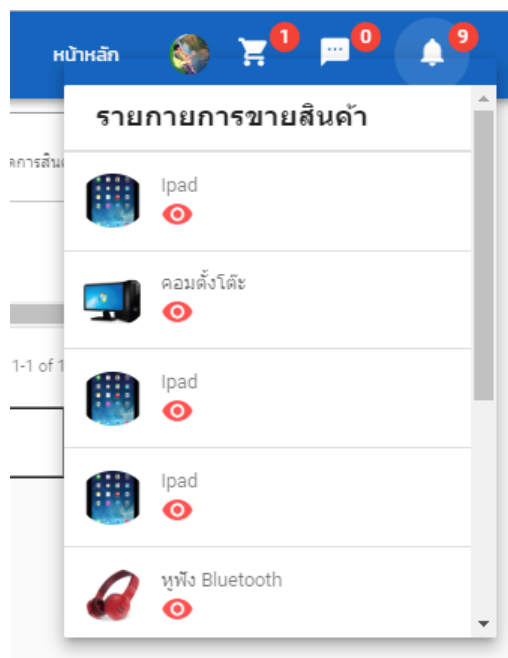 หน้าหลัก
1
0
9
รายกายการขายสินค้า
Ipad
คอมตั้งโต๊ะ
1-1 of 1
Ipad
Ipad
หูฟัง Bluetooth